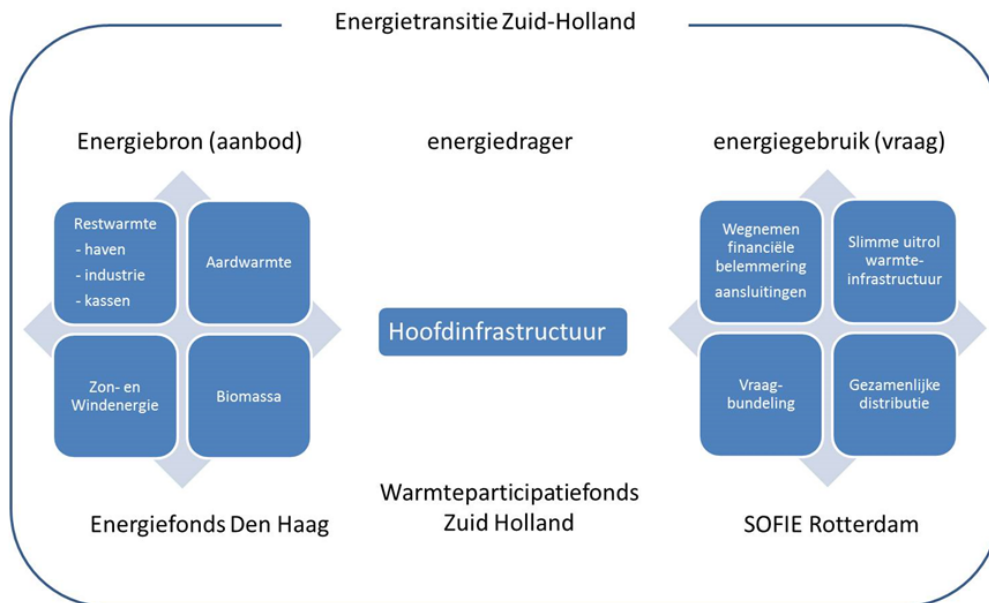 Energietransitie Zuid-Holland
Energiebron (aanbod)
energiedrager
energiegebruik (vraag)
Restwarmte
- haven
- industrie
- kassen
Aardwarmte
Zon- en
Windenergie
Biomassa
Hoofdinfrastructuur
Wegnemen
financiële
belemmering
aansluitingen
Slimme uitrol
warmte-
infrastructuur
Vraag-
bundeling
Gezamenlijke
distributie
Energiefonds Den Haag
Warmteparticipatiefonds
Zuid Holland
SOFIE Rotterdam